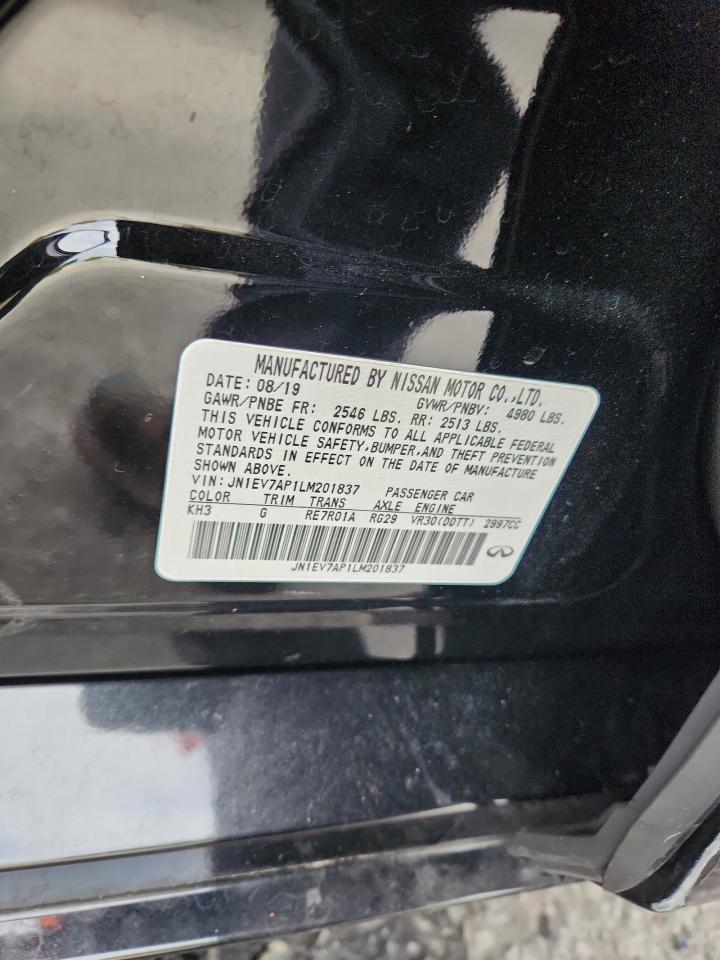 MANUFACTURED BY NISSAN MOTOR CO.,LTD.
DATE: 08/19 GVWR/PNBV: 4980 LBS.
GAWR/PNBE FR: 2546 LBS. RR: 2513 LBS.
THIS VEHICLE CONFORMS TO ALL APPLICABLE FEDERAL
MOTOR VEHICLE SAFETY,BUMPER,AND THEFT PREVENTION
STANDARDS IN EFFECT ON THE DATE OF MANUFACTURE
SHOWN ABOVE.
VIN: JN1EV7AP1LM201837 PASSENGER CAR
COLOR TRIM TRANS AXLE ENGINE
KH3 G RE7R01A RG29 VR30(DDTT) 2997CC
JN1EV7AP1LM201837